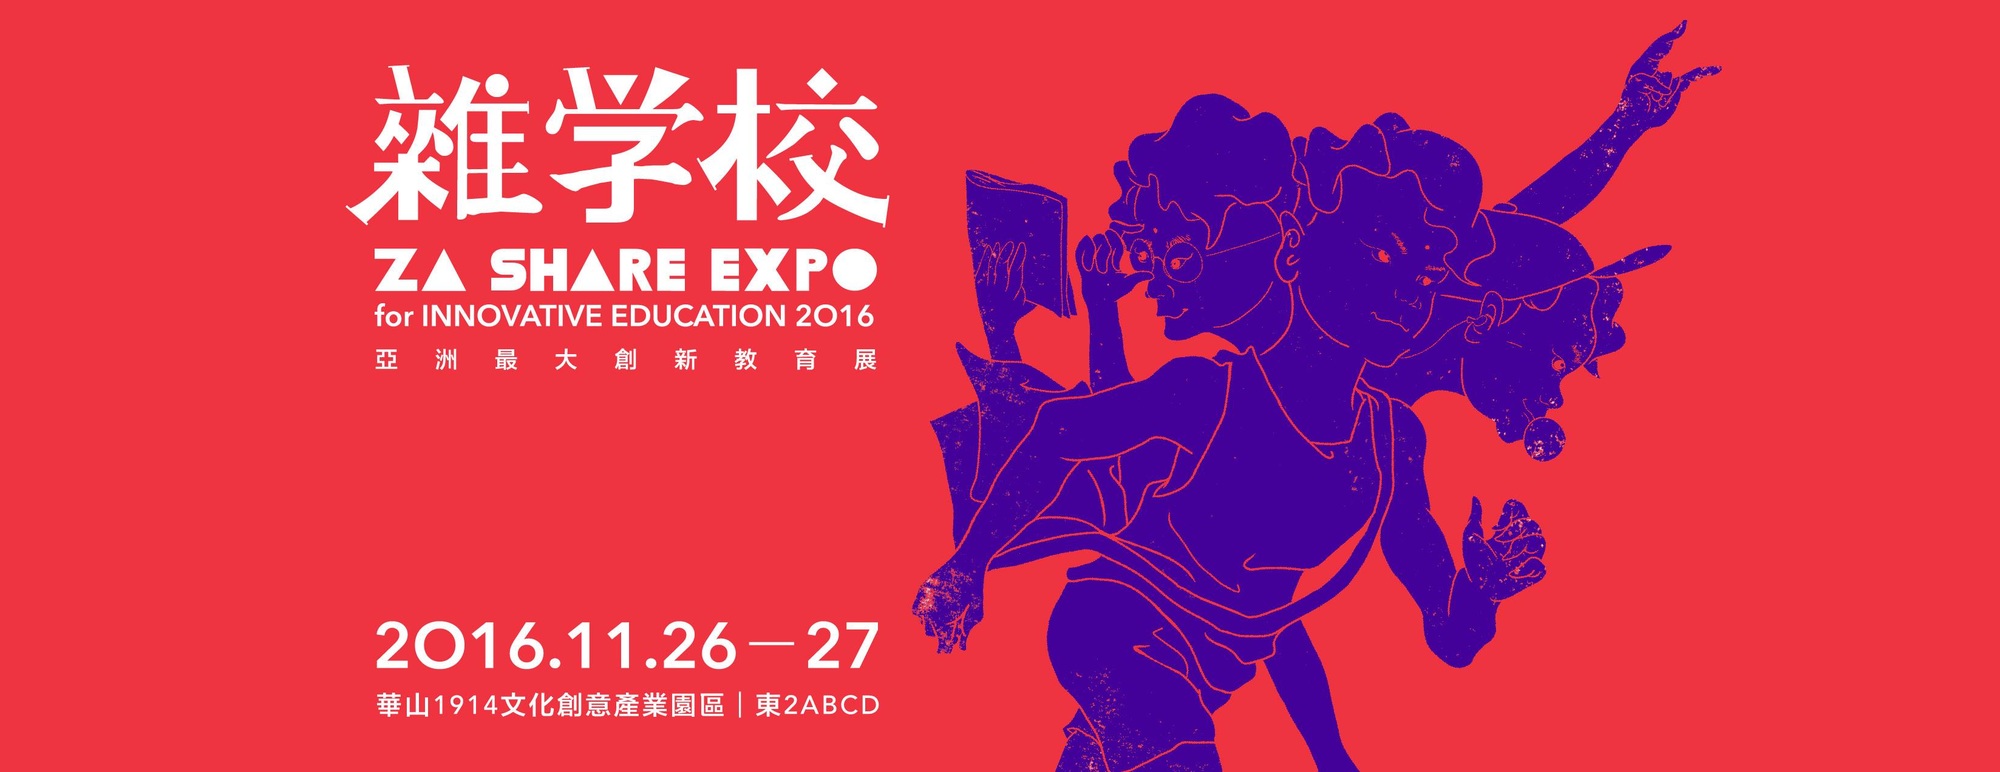 雜学校
ZA SHARE EXPO
for INNOVATIVE EDUCATION 2016
亞洲最大創新教育展
2016.11.26—27
華山1914文化創意產業園區｜東2ABCD